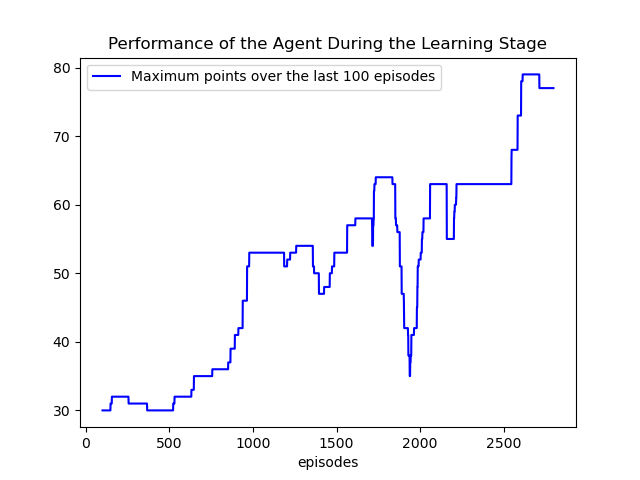 Performance of the Agent During the Learning Stage
Maximum points over the last 100 episodes
80
70
60
50
40
30
0 500 1000 1500 2000 2500
episodes